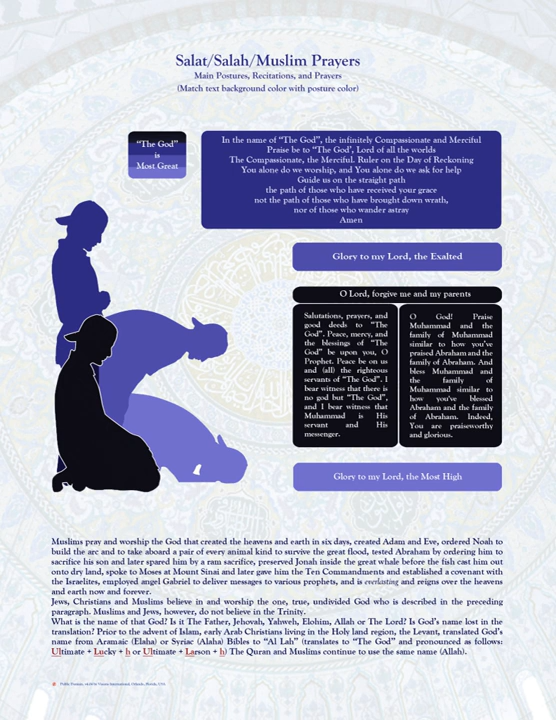 Salat/Salah/Muslim Prayers
Main Postures, Recitations, and Prayers
(Match text background color with posture color)
“The God”
is
Most Great
In the name of “The God”, the infinitely Compassionate and Merciful
Praise be to “The God’, Lord of all the worlds
The Compassionate, the Merciful. Ruler on the Day of Reckoning
You alone do we worship, and You alone do we ask for help
Guide us on the straight path
the path of those who have received your grace
not the path of those who have brought down wrath,
nor of those who wander astray
Amen
Glory to my Lord, the Exalted
O Lord, forgive me and my parents
Salutations, prayers, and
good deeds to “The
God”. Peace, mercy, and
the blessings of “The
God” be upon you, O
Prophet. Peace be on us
and (all) the righteous
servants of “The God”. I
bear witness that there is
no god but “The God”,
and I bear witness that
Muhammad is His
servant and His
messenger.
O God! Praise
Muhammad and the
family of Muhammad
similar to how you’ve
praised Abraham and the
family of Abraham. And
bless Muhammad and
the family of
Muhammad similar to
how you’ve blessed
Abraham and the family
of Abraham. Indeed,
You are praiseworthy
and glorious.
Glory to my Lord, the Most High
Muslims pray and worship the God that created the heavens and earth in six days, created Adam and Eve, ordered Noah to
build the arc and to take aboard a pair of every animal kind to survive the great flood, tested Abraham by ordering him to
sacrifice his son and later spared him by a ram sacrifice, preserved Jonah inside the great whale before the fish cast him out
onto dry land, spoke to Moses at Mount Sinai and later gave him the Ten Commandments and established a covenant with
the Israelites, employed angel Gabriel to deliver messages to various prophets, and is everlasting and reigns over the heavens
and earth now and forever.
Jews, Christians and Muslims believe in and worship the one, true, undivided God who is described in the preceding
paragraph. Muslims and Jews, however, do not believe in the Trinity.
What is the name of that God? Is it The Father, Jehovah, Yahweh, Elohim, Allah or The Lord? Is God’s name lost in the
translation? Prior to the advent of Islam, early Arab Christians living in the Holy land region, the Levant, translated God’s
name from Aramaic (Elaha) or Syriac (Alaha) Bibles to “Al Lah” (translates to “The God” and pronounced as follows:
Ultimate + Lucky + h or Ultimate + Larson + h) The Quran and Muslims continue to use the same name (Allah).